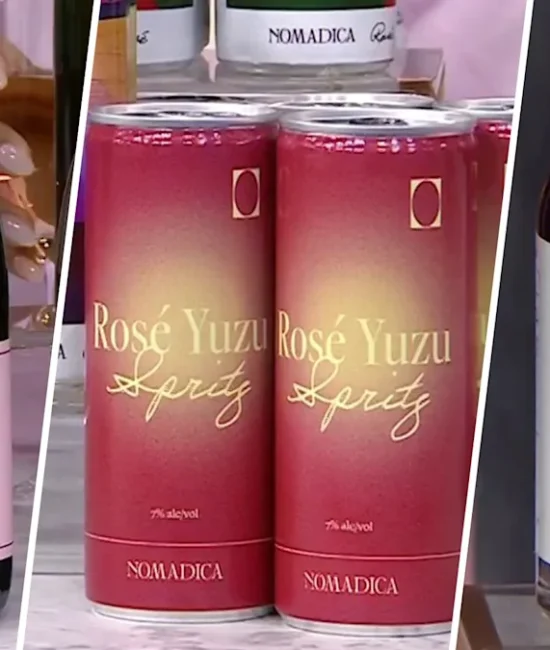 NOMADICA
Rosé Yuzu
Spritz
7% alc/vol
NOMADICA
Rosé Yuzu
Spritz
7% alc/vol
NOMADICA